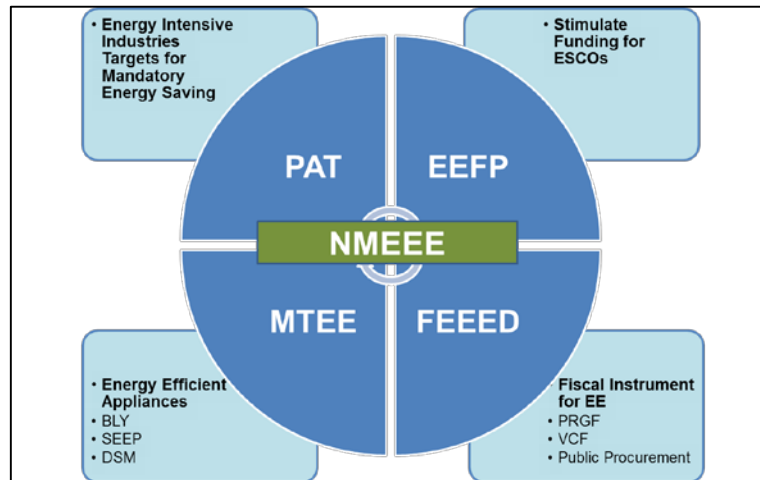 • Energy Intensive
Industries
Targets for
Mandatory
Energy Saving
• Stimulate
Funding for
ESCOs
PAT
EEFP
NMEEE
MTEE
FEEED
• Energy Efficient
Appliances
• BLY
• SEEP
• DSM
• Fiscal Instrument
for EE
• PRGF
• VCF
• Public Procurement